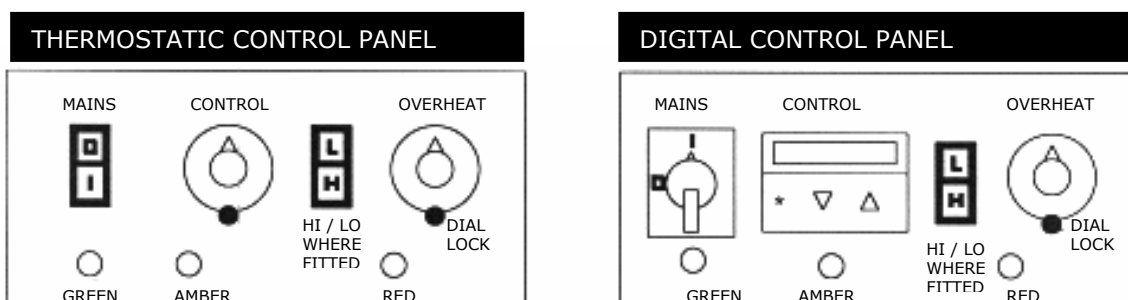 THERMOSTATIC CONTROL PANEL
MAINS CONTROL OVERHEAT
O
I
L
H
HI / LO
WHERE
FITTED
DIAL
LOCK
GREEN AMBER RED
DIGITAL CONTROL PANEL
MAINS CONTROL OVERHEAT
I
O
*
L
H
HI / LO
WHERE
FITTED
DIAL
LOCK
GREEN AMBER RED